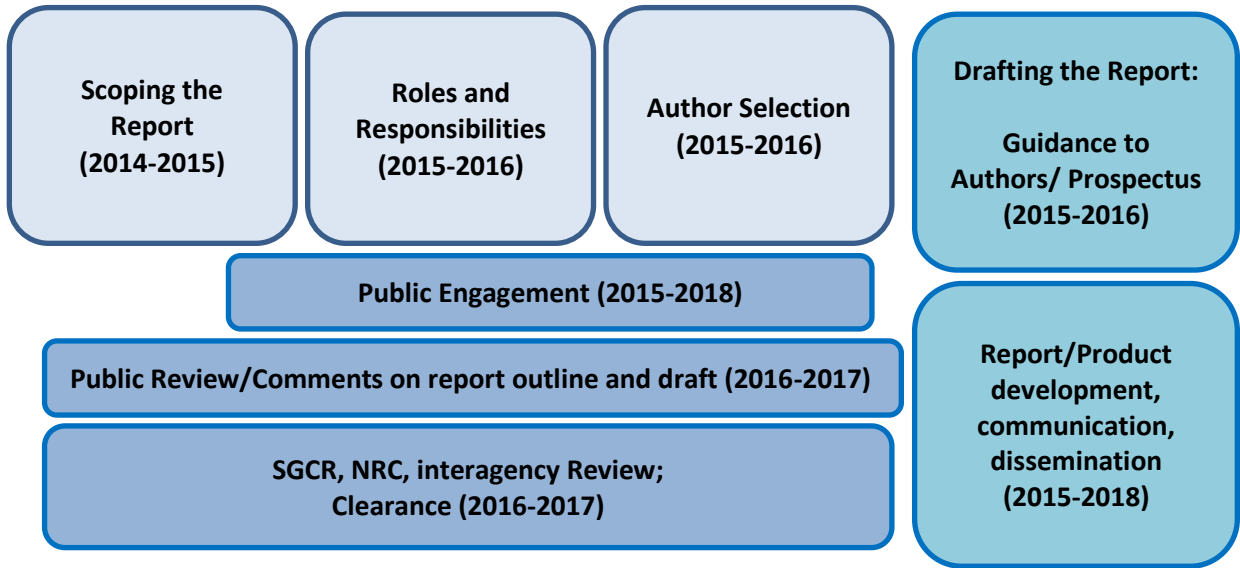 Scoping the
Report
(2014-2015)
Roles and
Responsibilities
(2015-2016)
Author Selection
(2015-2016)
Drafting the Report:
Guidance to
Authors/ Prospectus
(2015-2016)
Public Engagement (2015-2018)
Public Review/Comments on report outline and draft (2016-2017)
SGCR, NRC, interagency Review;
Clearance (2016-2017)
Report/Product
development,
communication,
dissemination
(2015-2018)